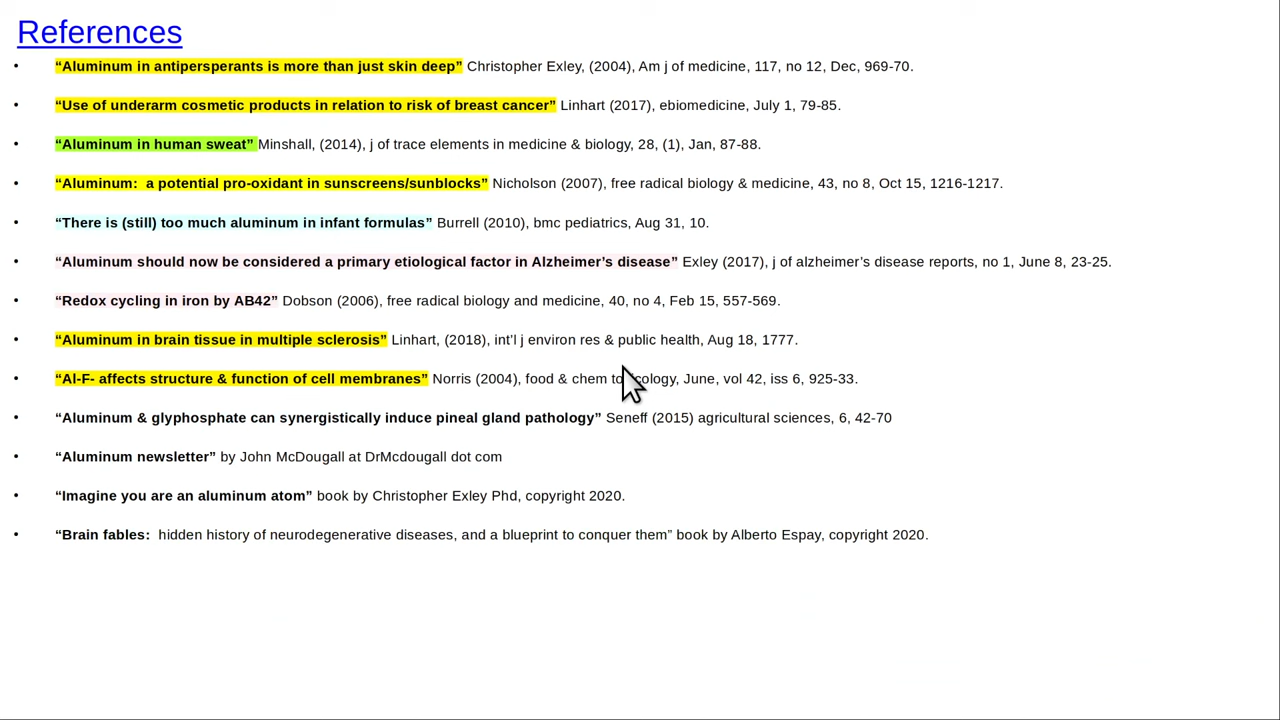 References
• “Aluminum in antipersperants is more than just skin deep” Christopher Exley, (2004), Am j of medicine, 117, no 12, Dec, 969-70.
• “Use of underarm cosmetic products in relation to risk of breast cancer” Linhart (2017), ebiomedicine, July 1, 79-85.
• “Aluminum in human sweat” Minshall, (2014), j of trace elements in medicine & biology, 28, (1), Jan, 87-88.
• “Aluminum:  a potential pro-oxidant in sunscreens/sunblocks” Nicholson (2007), free radical biology & medicine, 43, no 8, Oct 15, 1216-1217.
• “There is (still) too much aluminum in infant formulas” Burrell (2010), bmc pediatrics, Aug 31, 10.
• “Aluminum should now be considered a primary etiological factor in Alzheimer’s disease” Exley (2017), j of alzheimer’s disease reports, no 1, June 8, 23-25.
• “Redox cycling in iron by AB42” Dobson (2006), free radical biology and medicine, 40, no 4, Feb 15, 557-569.
• “Aluminum in brain tissue in multiple sclerosis” Linhart, (2018), int’l j environ res & public health, Aug 18, 1777.
• “Al-F- affects structure & function of cell membranes” Norris (2004), food & chem toxicology, June, vol 42, iss 6, 925-33.
• “Aluminum & glyphosphate can synergistically induce pineal gland pathology” Seneff (2015) agricultural sciences, 6, 42-70
• “Aluminum newsletter” by John McDougall at DrMcdougall dot com
• “Imagine you are an aluminum atom” book by Christopher Exley Phd, copyright 2020.
• “Brain fables:  hidden history of neurodegenerative diseases, and a blueprint to conquer them” book by Alberto Espay, copyright 2020.